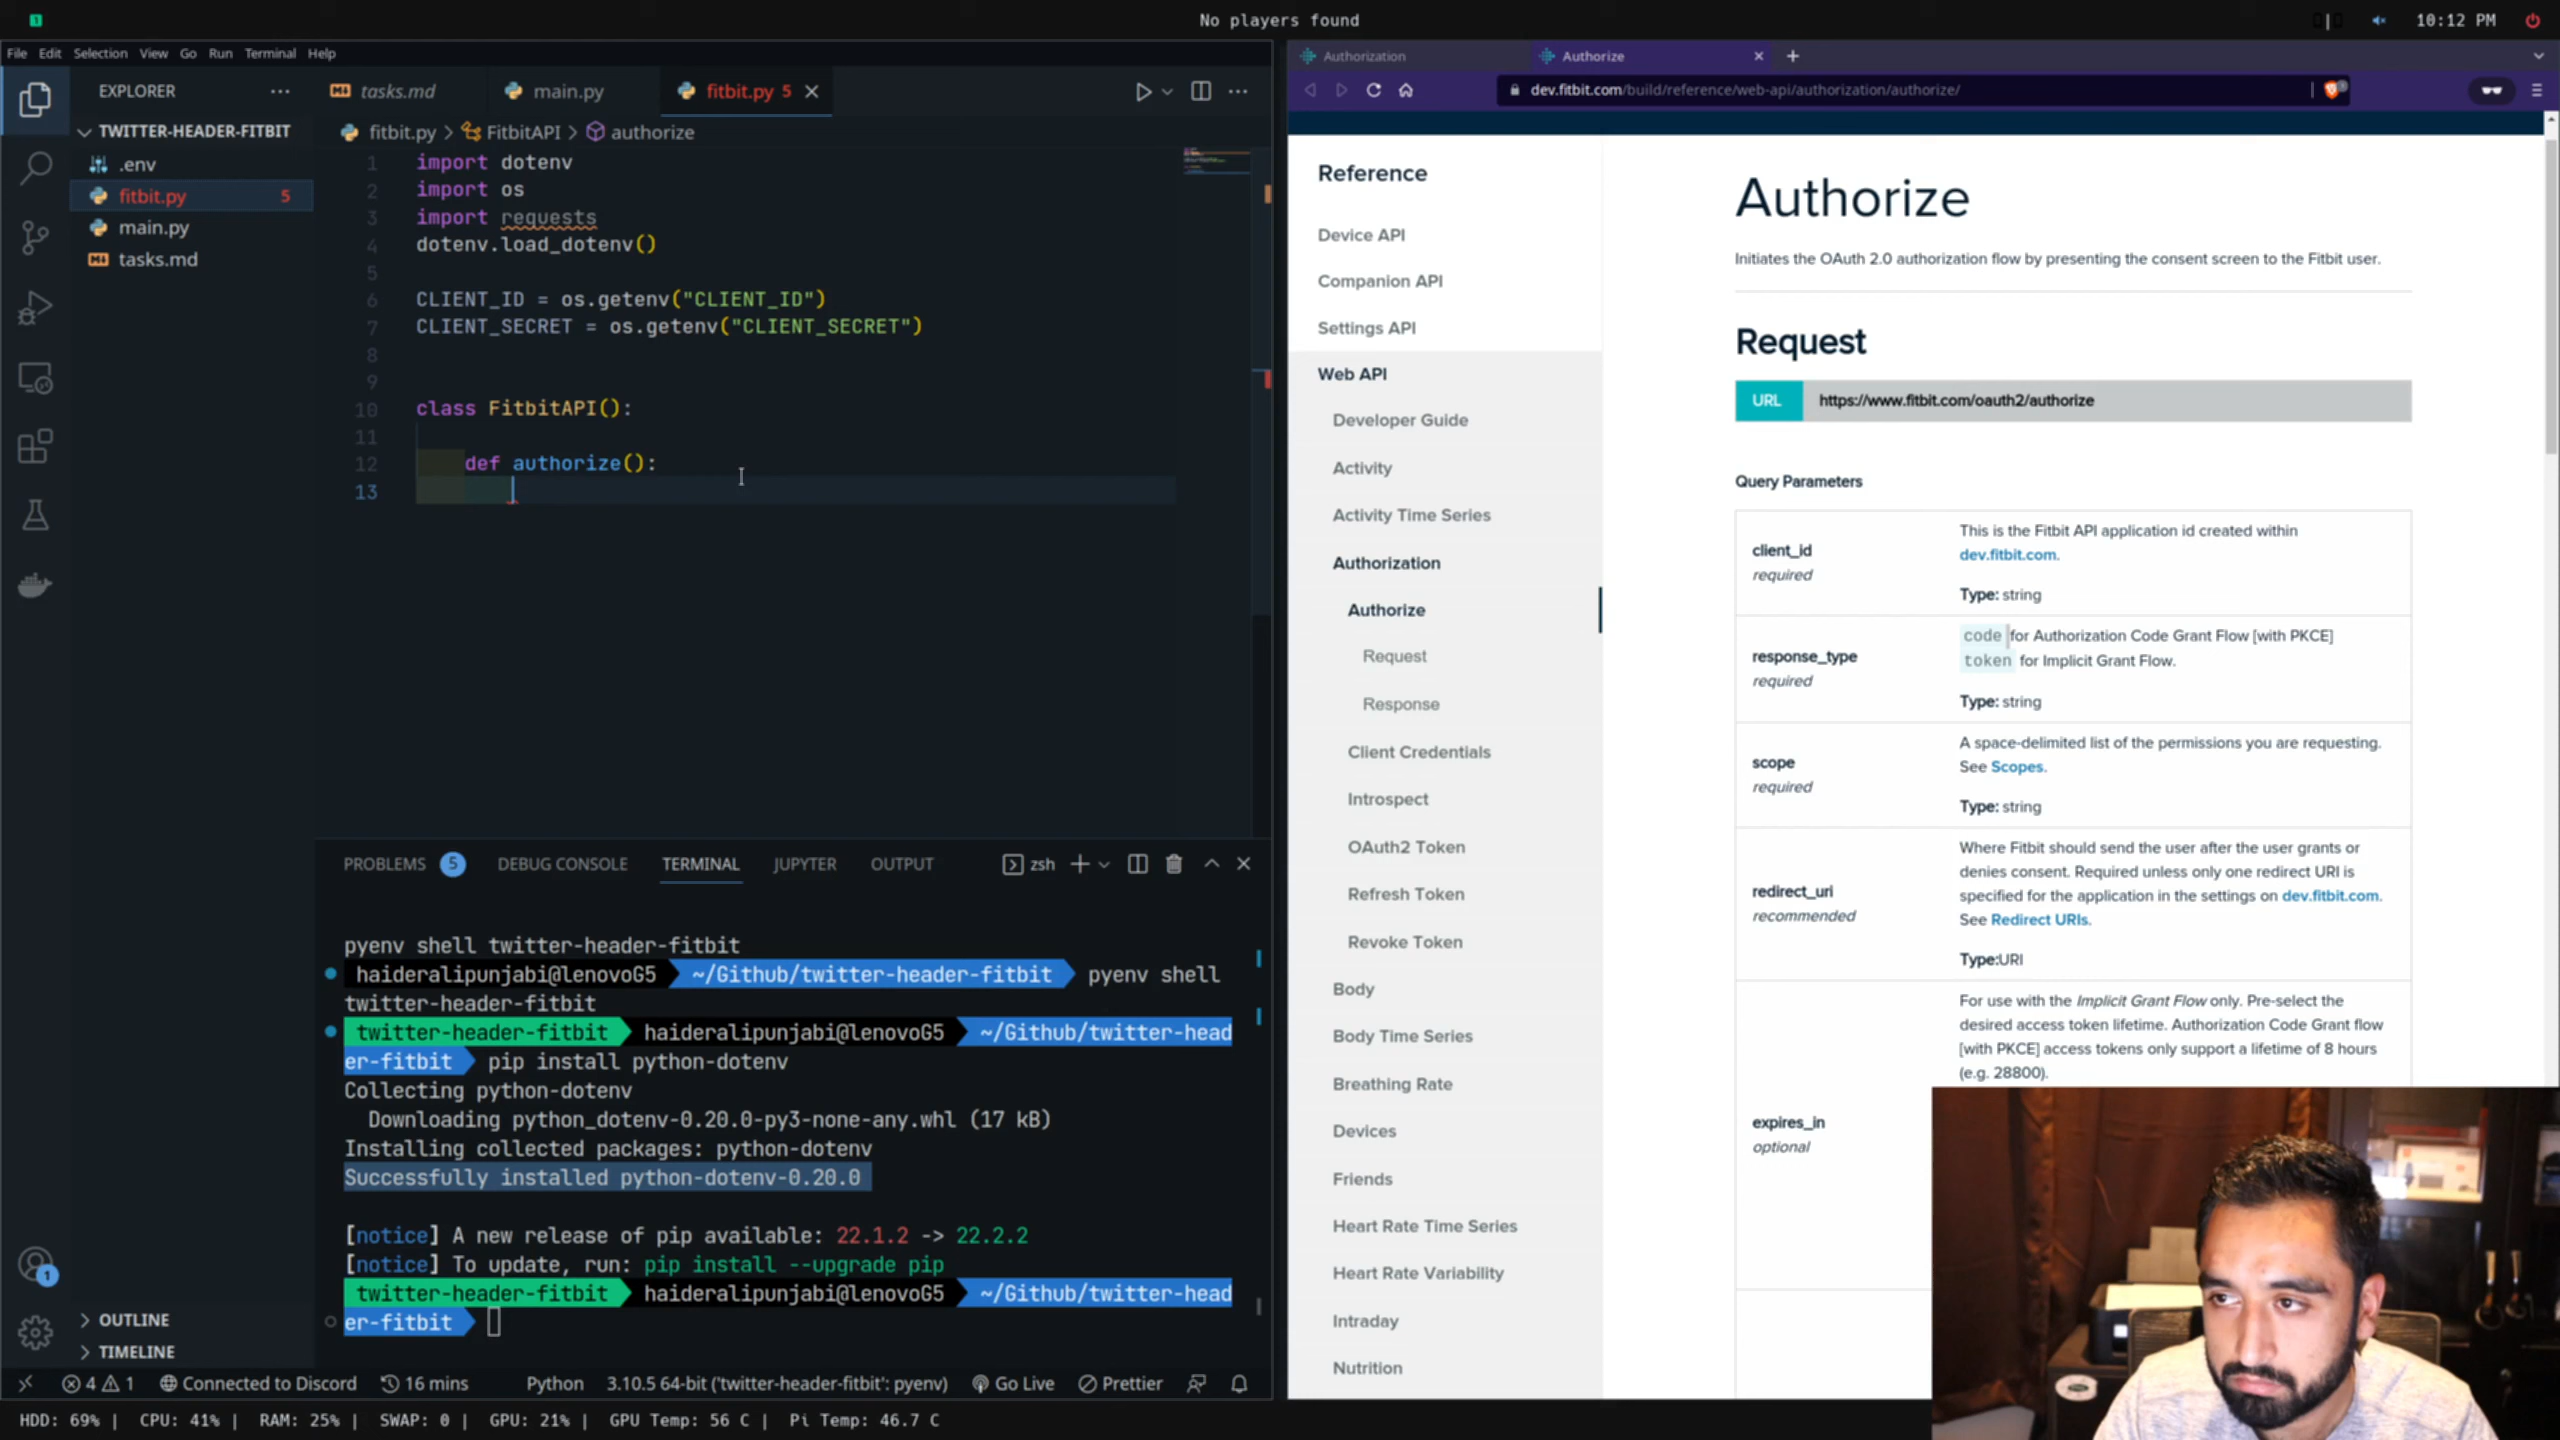 No players found
10:12 PM
File Edit Selection View Go Run Terminal Help
EXPLORER
TWITTER-HEADER-FITBIT
.env
fitbit.py 5
main.py
tasks.md
OUTLINE
TIMELINE
tasks.md main.py fitbit.py 5
fitbit.py > FitbitAPI > authorize
1 import dotenv
2 import os
3 import requests
4 dotenv.load_dotenv()
5
6 CLIENT_ID = os.getenv("CLIENT_ID")
7 CLIENT_SECRET = os.getenv("CLIENT_SECRET")
8
9
10 class FitbitAPI():
11
12 def authorize():
13
PROBLEMS 5 DEBUG CONSOLE TERMINAL JUPYTER OUTPUT zsh
pyenv shell twitter-header-fitbit
haideralipunjabi@lenovoG5 ~/Github/twitter-header-fitbit pyenv shell
twitter-header-fitbit
twitter-header-fitbit haideralipunjabi@lenovoG5 ~/Github/twitter-head
er-fitbit pip install python-dotenv
Collecting python-dotenv
Downloading python_dotenv-0.20.0-py3-none-any.whl (17 kB)
Installing collected packages: python-dotenv
Successfully installed python-dotenv-0.20.0
[notice] A new release of pip available: 22.1.2 -> 22.2.2
[notice] To update, run: pip install --upgrade pip
twitter-header-fitbit haideralipunjabi@lenovoG5 ~/Github/twitter-head
er-fitbit
1
4 1 Connected to Discord 16 mins Python 3.10.5 64-bit ('twitter-header-fitbit': pyenv) Go Live Prettier
HDD: 69% | CPU: 41% | RAM: 25% | SWAP: 0 | GPU: 21% | GPU Temp: 56 C | Pi Temp: 46.7 C
Authorization
Authorize
dev.fitbit.com/build/reference/web-api/authorization/authorize/
Reference
Device API
Companion API
Settings API
Web API
Developer Guide
Activity
Activity Time Series
Authorization
Authorize
Request
Response
Client Credentials
Introspect
OAuth2 Token
Refresh Token
Revoke Token
Body
Body Time Series
Breathing Rate
Devices
Friends
Heart Rate Time Series
Heart Rate Variability
Intraday
Nutrition
Authorize
Initiates the OAuth 2.0 authorization flow by presenting the consent screen to the Fitbit user.
Request
URL https://www.fitbit.com/oauth2/authorize
Query Parameters
client_id
required
This is the Fitbit API application id created within
dev.fitbit.com.
Type: string
response_type
required
code for Authorization Code Grant Flow [with PKCE]
token for Implicit Grant Flow.
Type: string
scope
required
A space-delimited list of the permissions you are requesting.
See Scopes.
Type: string
redirect_uri
recommended
Where Fitbit should send the user after the user grants or
denies consent. Required unless only one redirect URI is
specified for the application in the settings on dev.fitbit.com.
See Redirect URIs.
Type:URI
expires_in
optional
For use with the Implicit Grant Flow only. Pre-select the
desired access token lifetime. Authorization Code Grant flow
[with PKCE] access tokens only support a lifetime of 8 hours
(e.g. 28800).